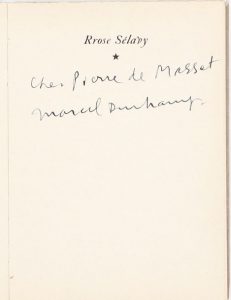 Rrose Sélavy
★
Cher Pierre de Massot
Marcel Duchamp